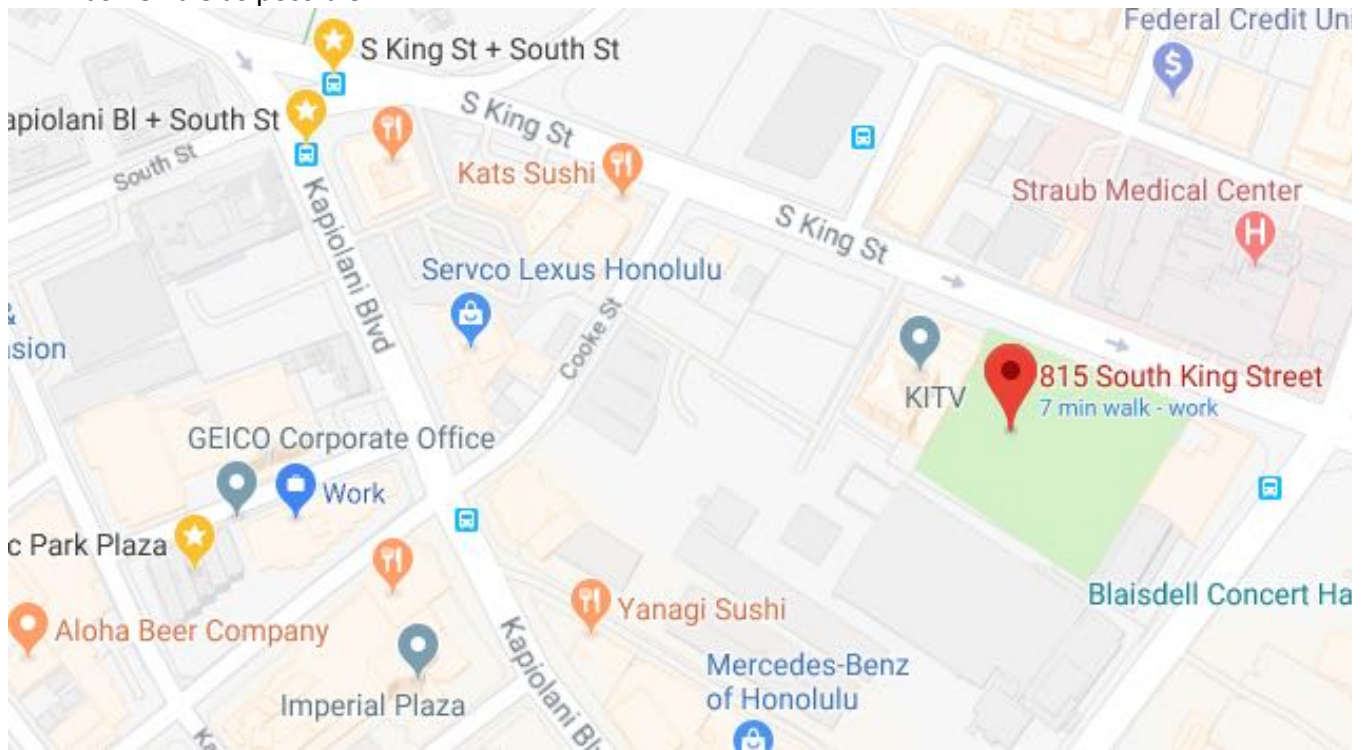 Federal Credit Uni
S King St + South St
apiolani Bl + South St
S King St
South St
Kats Sushi
Straub Medical Center
S King St
Kapiolani Blvd
Servco Lexus Honolulu
&
sion
Cooke St
815 South King Street
7 min walk - work
KITV
GEICO Corporate Office
Work
c Park Plaza
Blaisdell Concert Ha
Yanagi Sushi
Aloha Beer Company
Kapiolani Bl
Mercedes-Benz
of Honolulu
Imperial Plaza
Ka